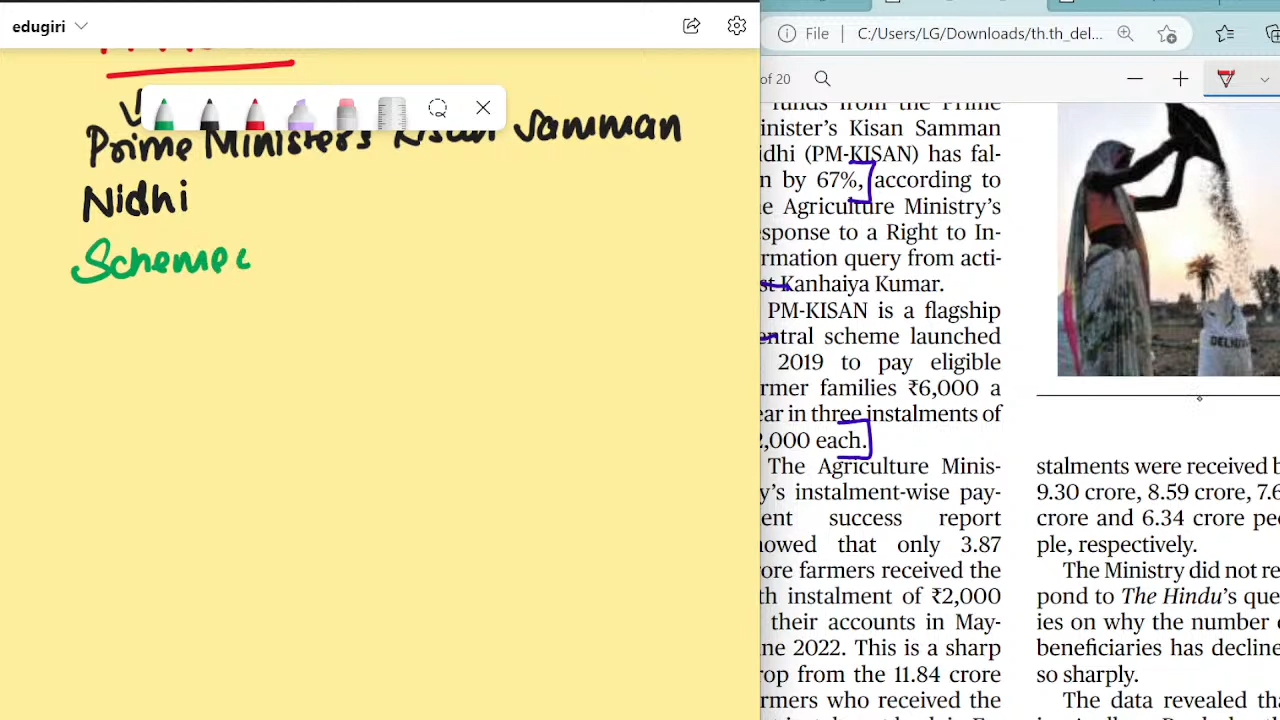 edugiri
File
C:/Users/LG/Downloads/th.th_del...
of 20
Prime Minister's Kisan Samman
Nidhi
Scheme
funds from the Prime
inister's Kisan Samman
idhi (PM-KISAN) has fal-
n by 67%, according to
e Agriculture Ministry's
esponse to a Right to In-
rmation query from acti-
st Kanhaiya Kumar.
PM-KISAN is a flagship
entral scheme launched
2019 to pay eligible
rmer families ₹6,000 a
ear in three instalments of
2,000 each.
The Agriculture Minis-
y's instalment-wise pay-
ent success report
howed that only 3.87
ore farmers received the
th instalment of ₹2,000
their accounts in May-
ne 2022. This is a sharp
rop from the 11.84 crore
rmers who received the
DELH
stalments were received b
9.30 crore, 8.59 crore, 7.6
crore and 6.34 crore peo
ple, respectively.
The Ministry did not re
pond to The Hindu's que
ies on why the number o
beneficiaries has decline
so sharply.
The data revealed tha